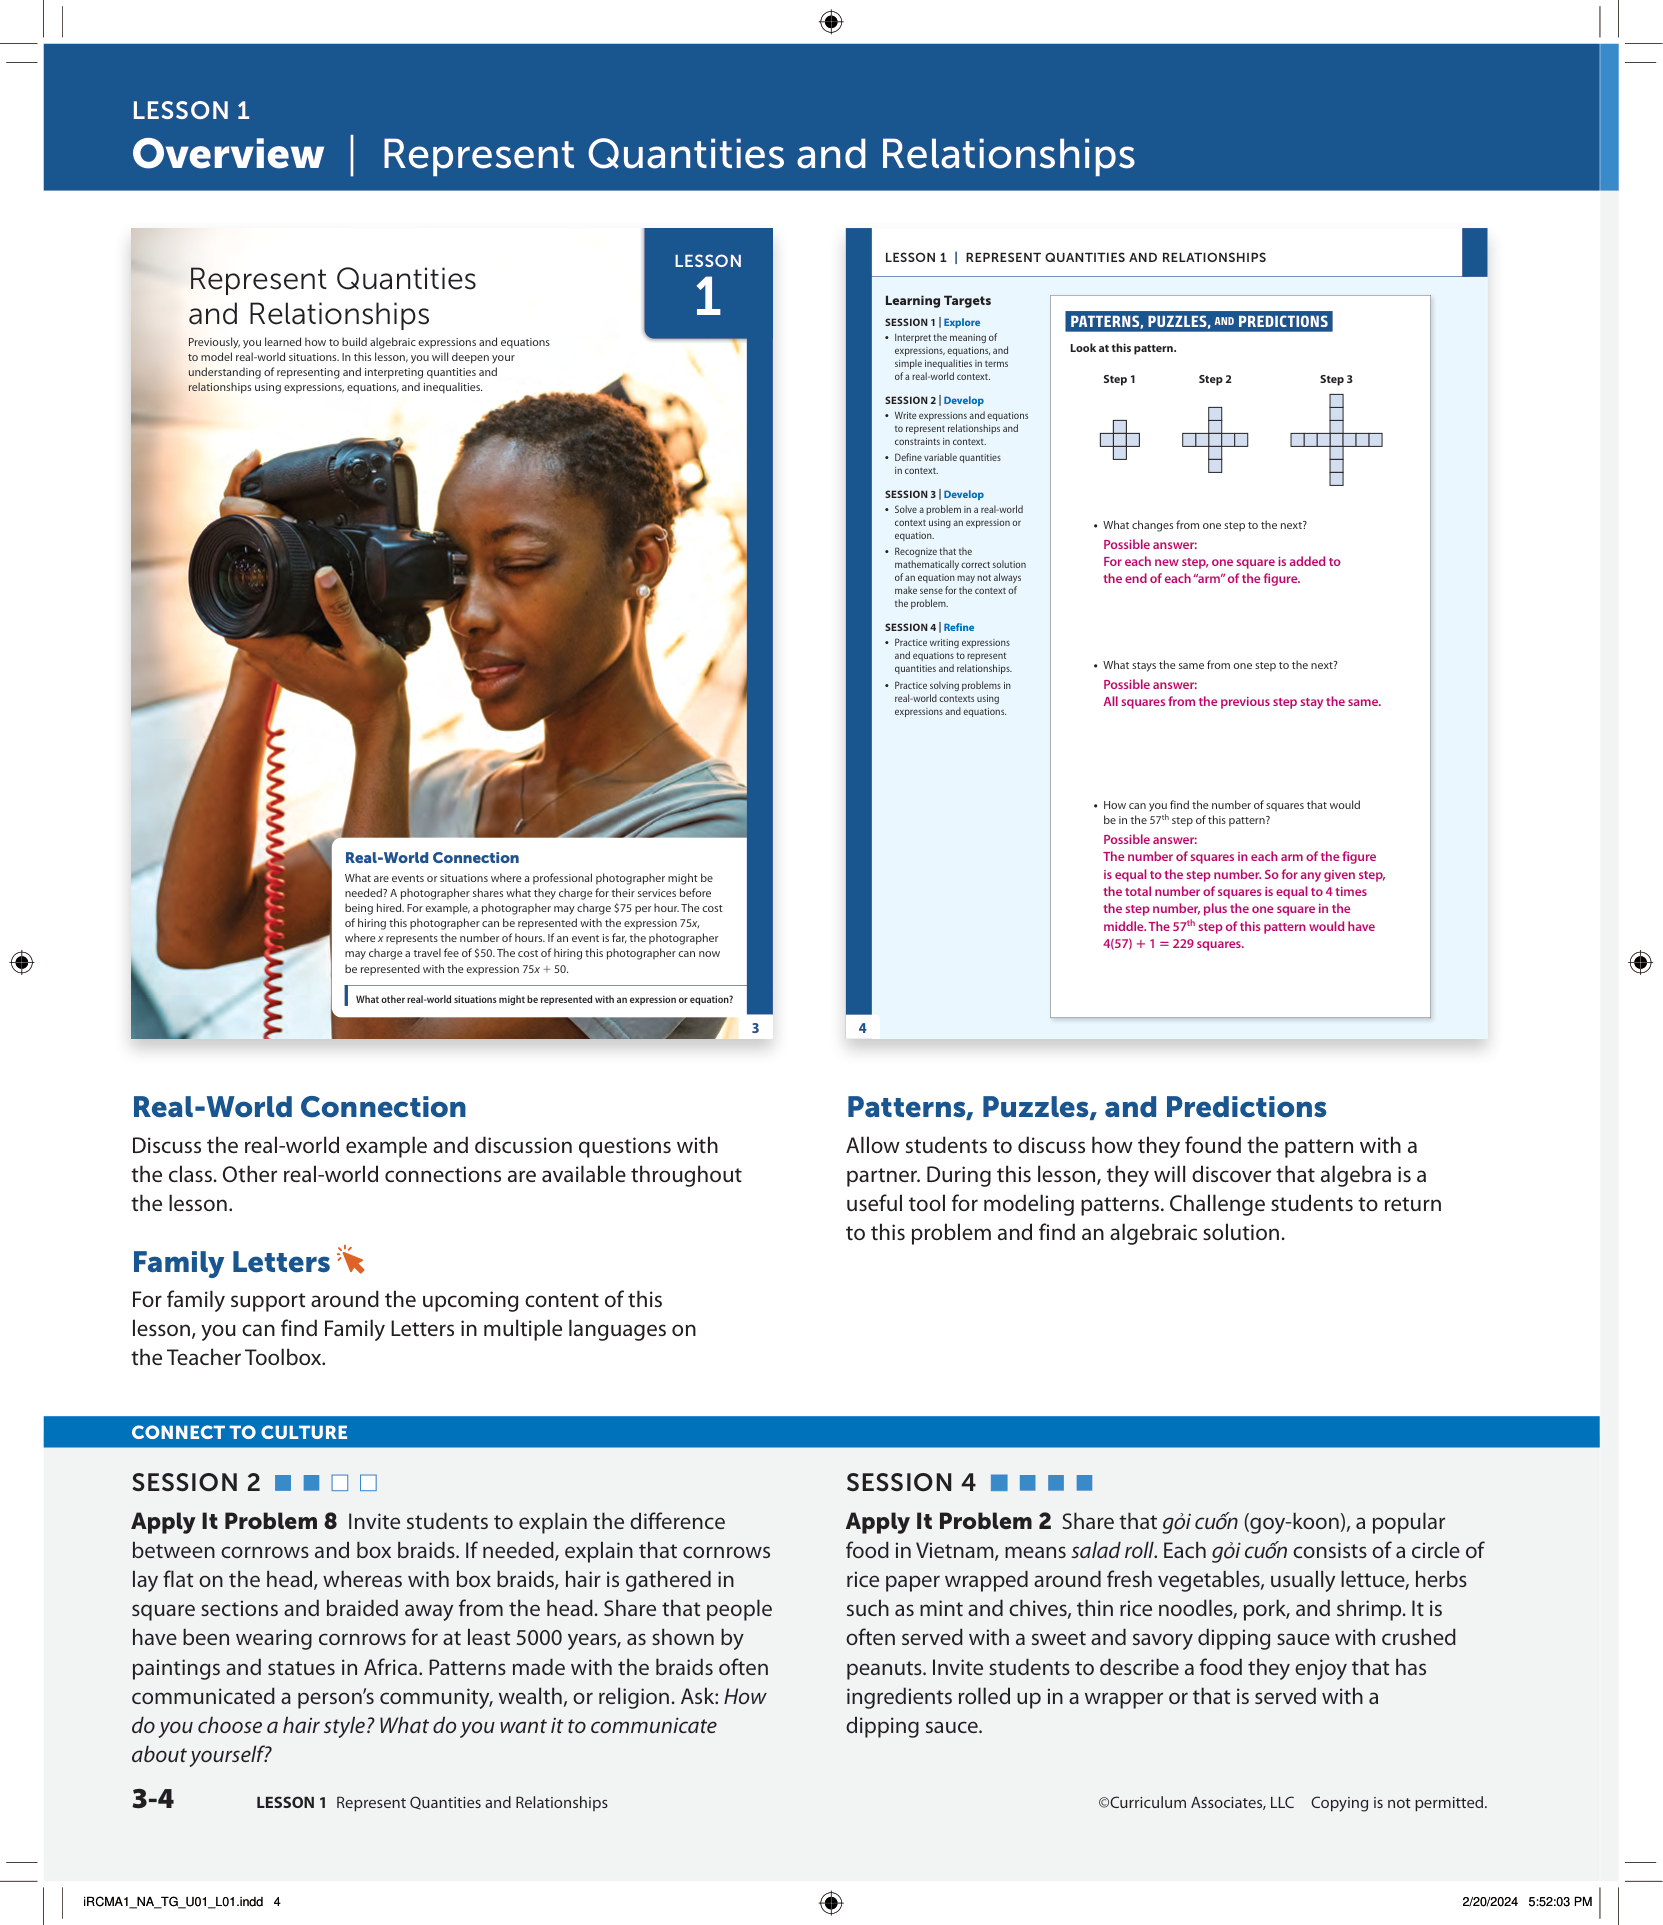 LESSON 1
Overview | Represent Quantities and Relationships
Represent Quantities
and Relationships
Previously, you learned how to build algebraic expressions and equations
to model real-world situations. In this lesson, you will deepen your
understanding of representing and interpreting quantities and
relationships using expressions, equations, and inequalities.
LESSON
1
Real-World Connection
What are events or situations where a professional photographer might be
needed? A photographer shares what they charge for their services before
being hired. For example, a photographer may charge $75 per hour. The cost
of hiring this photographer can be represented with the expression 75x,
where x represents the number of hours. If an event is far, the photographer
may charge a travel fee of $50. The cost of hiring this photographer can now
be represented with the expression 75x + 50.
What other real-world situations might be represented with an expression or equation?
3
LESSON 1 | REPRESENT QUANTITIES AND RELATIONSHIPS
Learning Targets
SESSION 1 | Explore
• Interpret the meaning of
expressions, equations, and
simple inequalities in terms
of a real-world context.
SESSION 2 | Develop
• Write expressions and equations
to represent relationships and
constraints in context.
• Define variable quantities
in context.
SESSION 3 | Develop
• Solve a problem in a real-world
context using an expression or
equation.
• Recognize that the
mathematically correct solution
of an equation may not always
make sense for the context of
the problem.
SESSION 4 | Refine
• Practice writing expressions
and equations to represent
quantities and relationships.
• Practice solving problems in
real-world contexts using
expressions and equations.
PATTERNS, PUZZLES, AND PREDICTIONS
Look at this pattern.
Step 1 Step 2 Step 3
• What changes from one step to the next?
Possible answer:
For each new step, one square is added to
the end of each “arm” of the figure.
• What stays the same from one step to the next?
Possible answer:
All squares from the previous step stay the same.
• How can you find the number of squares that would
be in the 57th step of this pattern?
Possible answer:
The number of squares in each arm of the figure
is equal to the step number. So for any given step,
the total number of squares is equal to 4 times
the step number, plus the one square in the
middle. The 57th step of this pattern would have
4(57) + 1 = 229 squares.
4
Real-World Connection
Discuss the real-world example and discussion questions with
the class. Other real-world connections are available throughout
the lesson.
Family Letters
For family support around the upcoming content of this
lesson, you can find Family Letters in multiple languages on
the Teacher Toolbox.
Patterns, Puzzles, and Predictions
Allow students to discuss how they found the pattern with a
partner. During this lesson, they will discover that algebra is a
useful tool for modeling patterns. Challenge students to return
to this problem and find an algebraic solution.
CONNECT TO CULTURE
SESSION 2
Apply It Problem 8 Invite students to explain the difference
between cornrows and box braids. If needed, explain that cornrows
lay flat on the head, whereas with box braids, hair is gathered in
square sections and braided away from the head. Share that people
have been wearing cornrows for at least 5000 years, as shown by
paintings and statues in Africa. Patterns made with the braids often
communicated a person’s community, wealth, or religion. Ask: How
do you choose a hair style? What do you want it to communicate
about yourself?
SESSION 4
Apply It Problem 2 Share that gỏi cuốn (goy-koon), a popular
food in Vietnam, means salad roll. Each gỏi cuốn consists of a circle of
rice paper wrapped around fresh vegetables, usually lettuce, herbs
such as mint and chives, thin rice noodles, pork, and shrimp. It is
often served with a sweet and savory dipping sauce with crushed
peanuts. Invite students to describe a food they enjoy that has
ingredients rolled up in a wrapper or that is served with a
dipping sauce.
3-4 LESSON 1 Represent Quantities and Relationships
©Curriculum Associates, LLC Copying is not permitted.
iRCMA1_NA_TG_U01_L01.indd 4
2/20/2024 5:52:03 PM